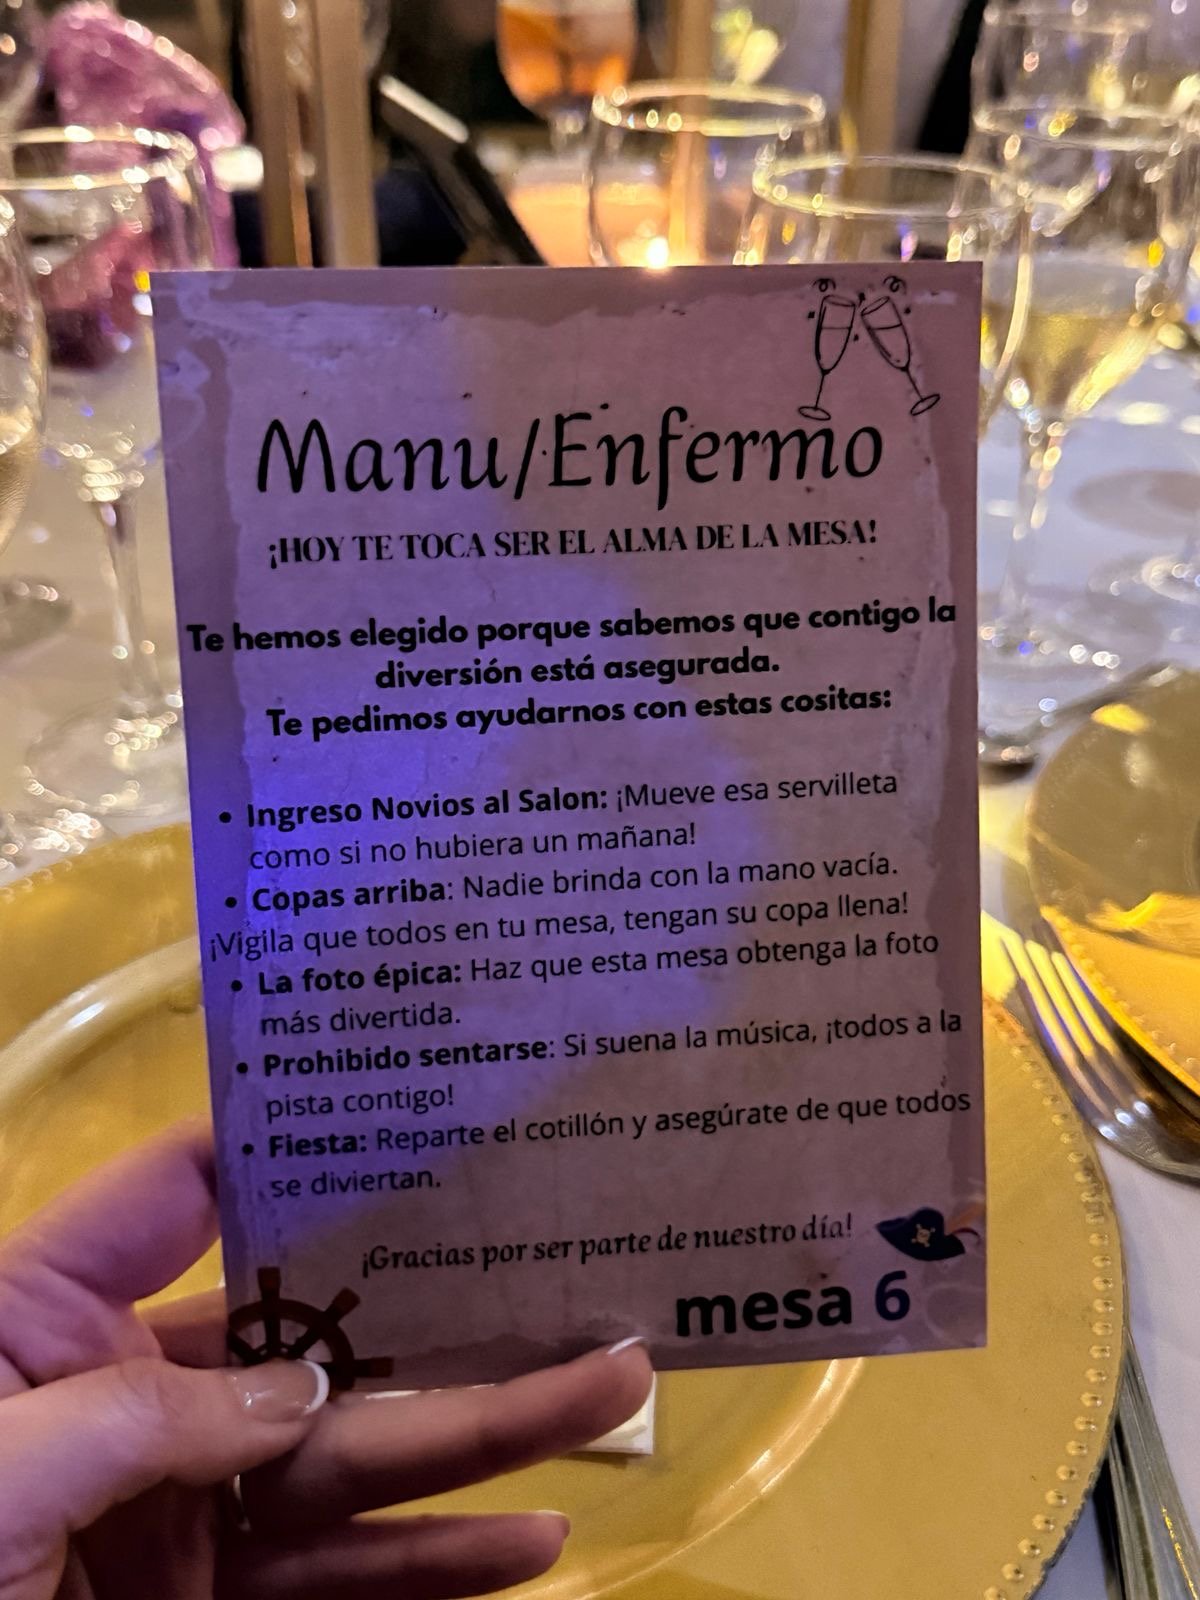 Manu/Enfermo
¡HOY TE TOCA SER EL ALMA DE LA MESA!
Te hemos elegido porque sabemos que contigo la
diversión está asegurada.
Te pedimos ayudarnos con estas cositas:
• Ingreso Novios al Salon: ¡Mueve esa servilleta
como si no hubiera un mañana!
• Copas arriba: Nadie brinda con la mano vacía.
¡Vigila que todos en tu mesa, tengan su copa llena!
• La foto épica: Haz que esta mesa obtenga la foto
más divertida.
• Prohibido sentarse: Si suena la música, ¡todos a la
pista contigo!
• Fiesta: Reparte el cotillón y asegúrate de que todos
se diviertan.
¡Gracias por ser parte de nuestro día!
mesa 6